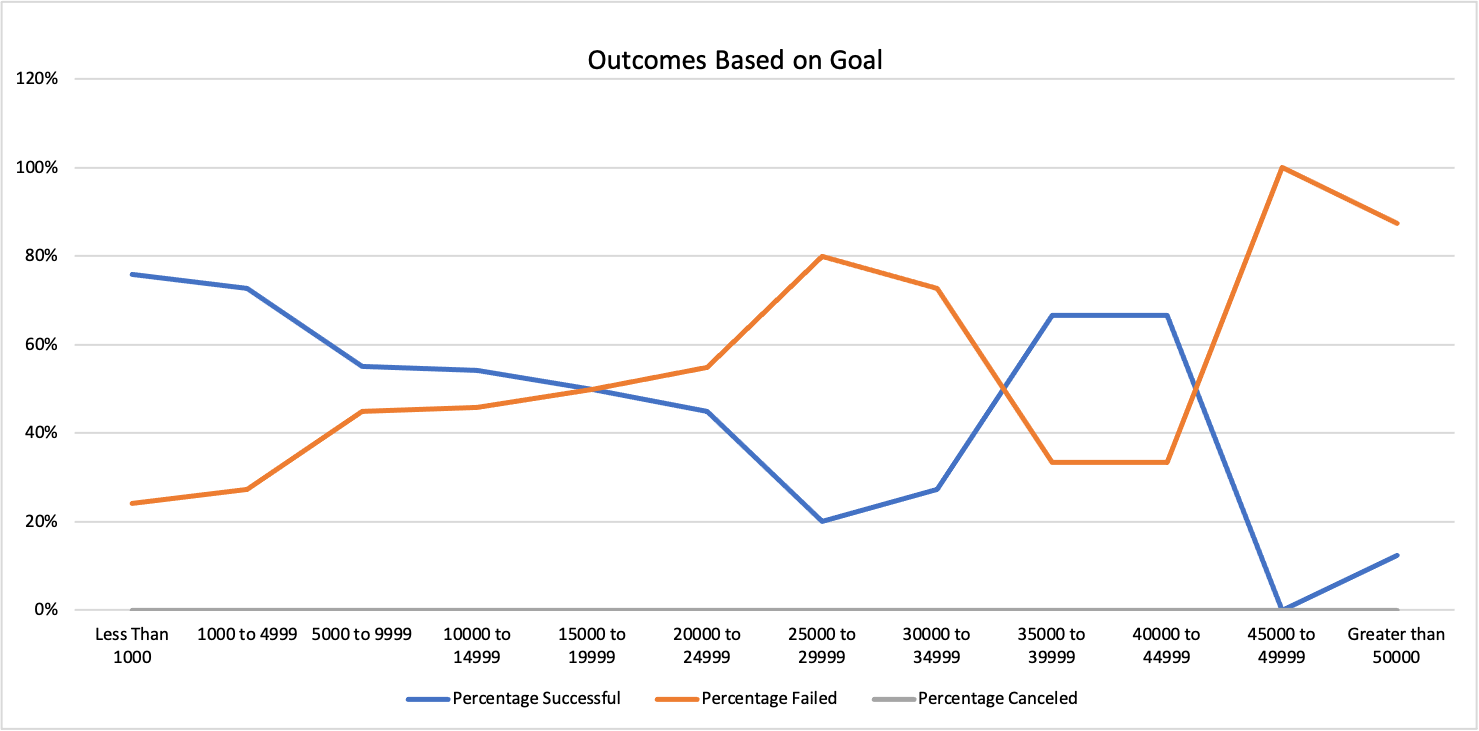 Outcomes Based on Goal
120%
100%
80%
60%
40%
20%
0%
Less Than
1000
1000 to 4999
5000 to 9999
10000 to
14999
15000 to
19999
20000 to
24999
25000 to
29999
30000 to
34999
35000 to
39999
40000 to
44999
45000 to
49999
Greater than
50000
Percentage Successful
Percentage Failed
Percentage Canceled